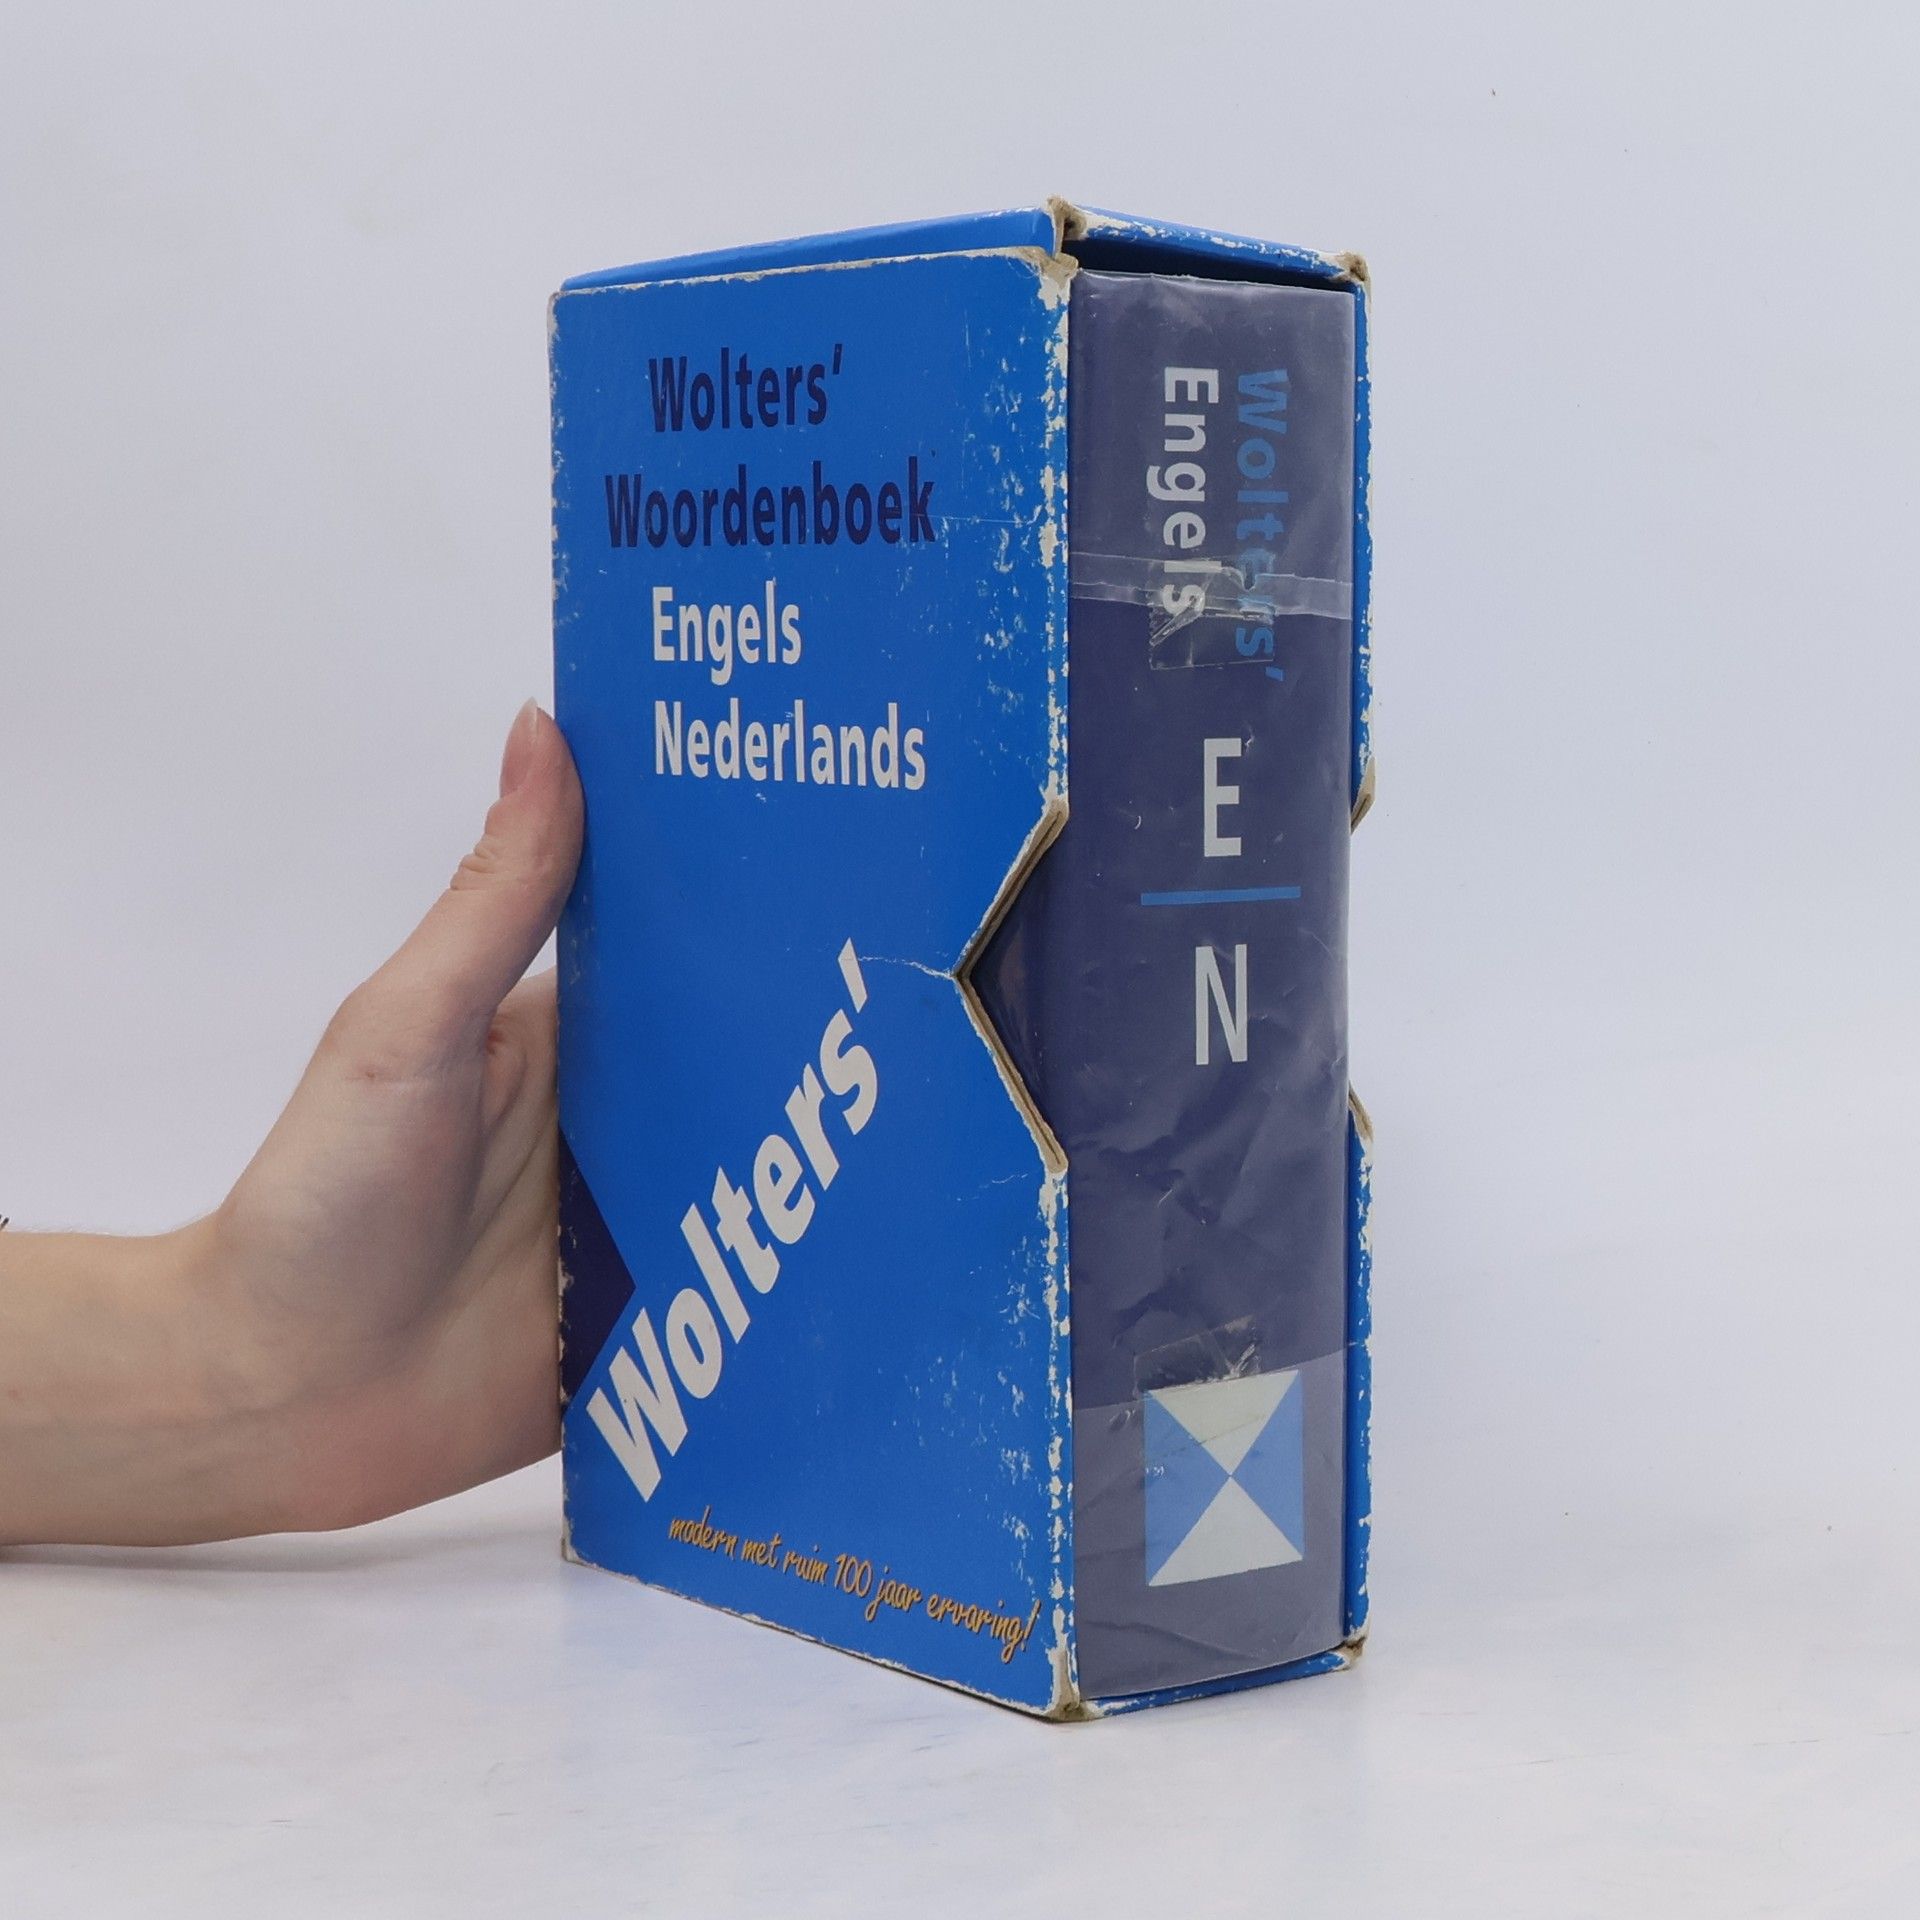 Wolters'
Woordenboek
Engels
Nederlands
Wolters'
modern met ruim 100 jaar ervaring!
Wolters'
Engels
E
N